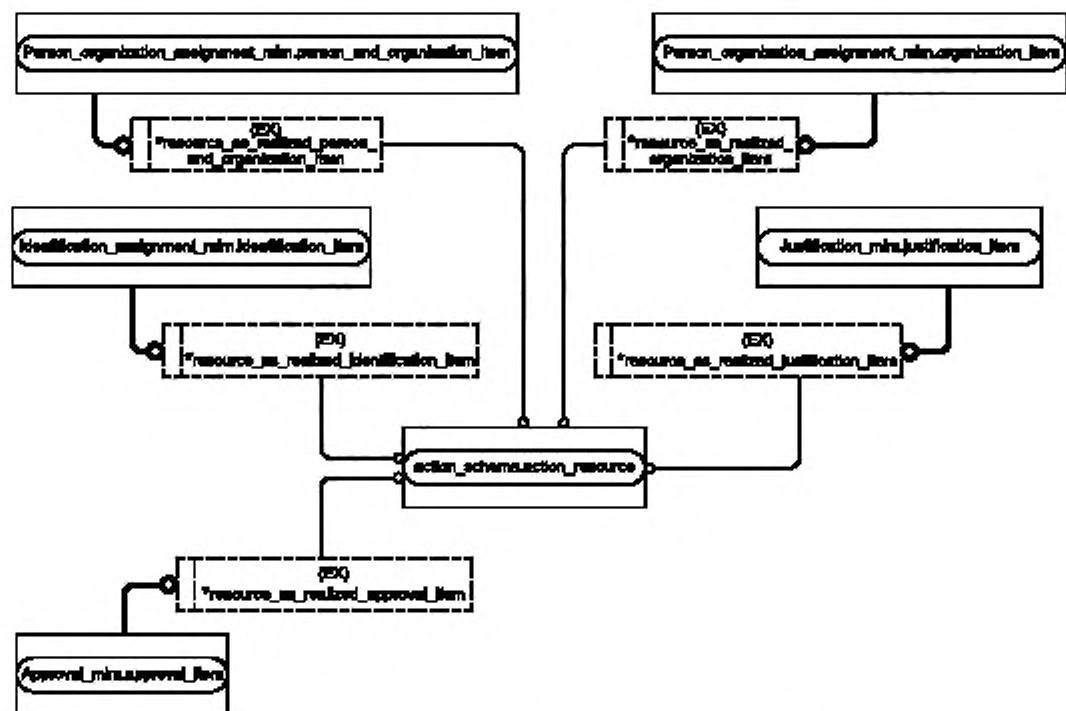 Person_organization_assignment_mim.person_and_organization_item
Person_organization_assignment_mim.organization_item
(EX)
*resource_as_realized_person_
and_organization_item
(EX)
*resource_as_realized_
organization_item
Identification_assignment_mim.identification_item
Justification_mim.justification_item
(EX)
*resource_as_realized_identification_item
(EX)
*resource_as_realized_justification_item
action_schema.action_resource
(EX)
*resource_as_realized_approval_item
Approval_mim.approval_item